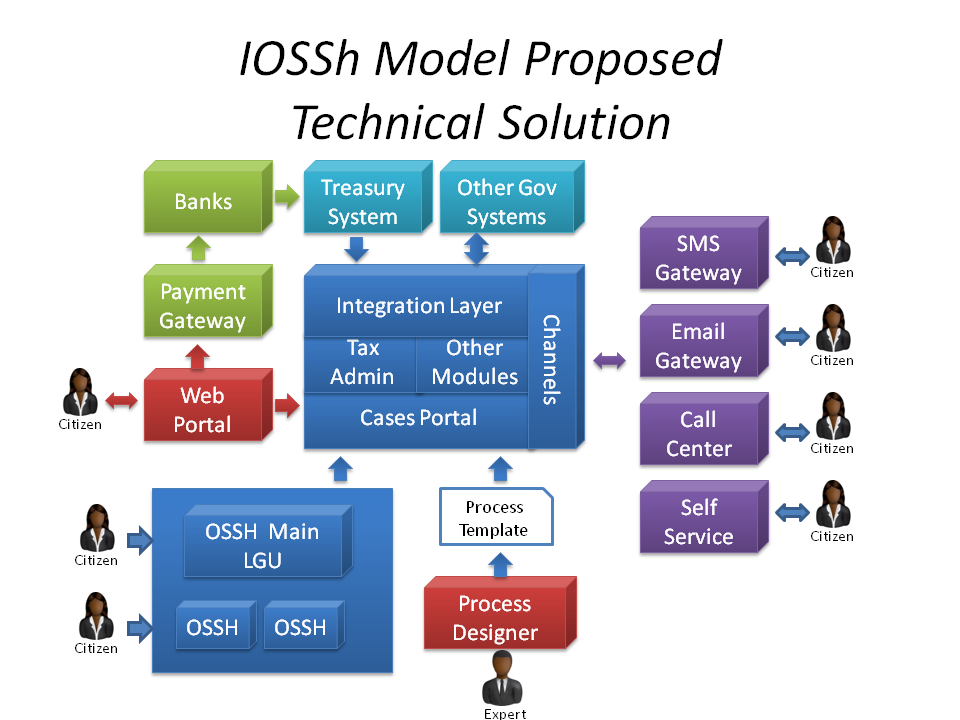 IOSSh Model Proposed
Technical Solution
Banks
Treasury
System
Other Gov
Systems
SMS
Gateway
Citizen
Payment
Gateway
Integration Layer
Channels
Email
Gateway
Citizen
Tax
Admin
Other
Modules
Citizen
Web
Portal
Cases Portal
Call
Center
Citizen
Citizen
OSSH  Main
LGU
Process
Template
Self
Service
Citizen
Citizen
OSSH
OSSH
Process
Designer
Expert